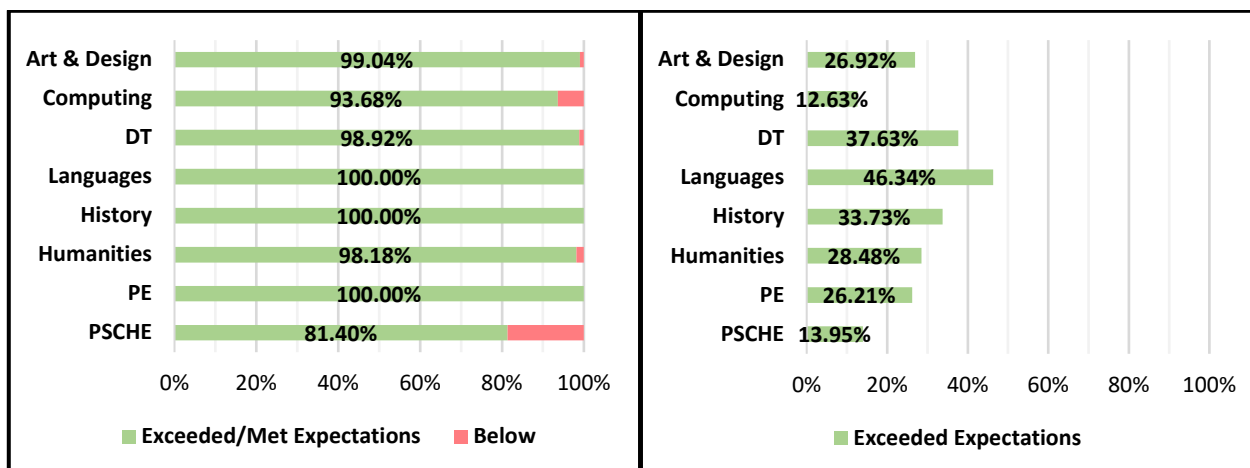 Art & Design 99.04%
Computing 93.68%
DT 98.92%
Languages 100.00%
History 100.00%
Humanities 98.18%
PE 100.00%
PSCHE 81.40%
0% 20% 40% 60% 80% 100%
Exceeded/Met Expectations Below
Art & Design 26.92%
Computing 12.63%
DT 37.63%
Languages 46.34%
History 33.73%
Humanities 28.48%
PE 26.21%
PSCHE 13.95%
0% 20% 40% 60% 80% 100%
Exceeded Expectations